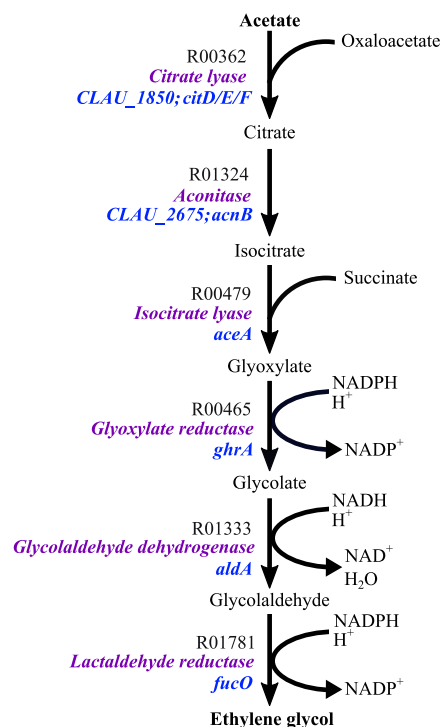 Acetate
R00362
Oxaloacetate
Citrate lyase
CLAU_1850;citD/E/F
Citrate
R01324
Aconitase
CLAU_2675;acnB
Isocitrate
R00479
Succinate
Isocitrate lyase
aceA
Glyoxylate
NADPH
R00465
H+
Glyoxylate reductase
ghrA
NADP+
Glycolate
NADH
R01333
H+
Glycolaldehyde dehydrogenase
NAD+
aldA
H2O
Glycolaldehyde
NADPH
R01781
H+
Lactaldehyde reductase
fucO
NADP+
Ethylene glycol